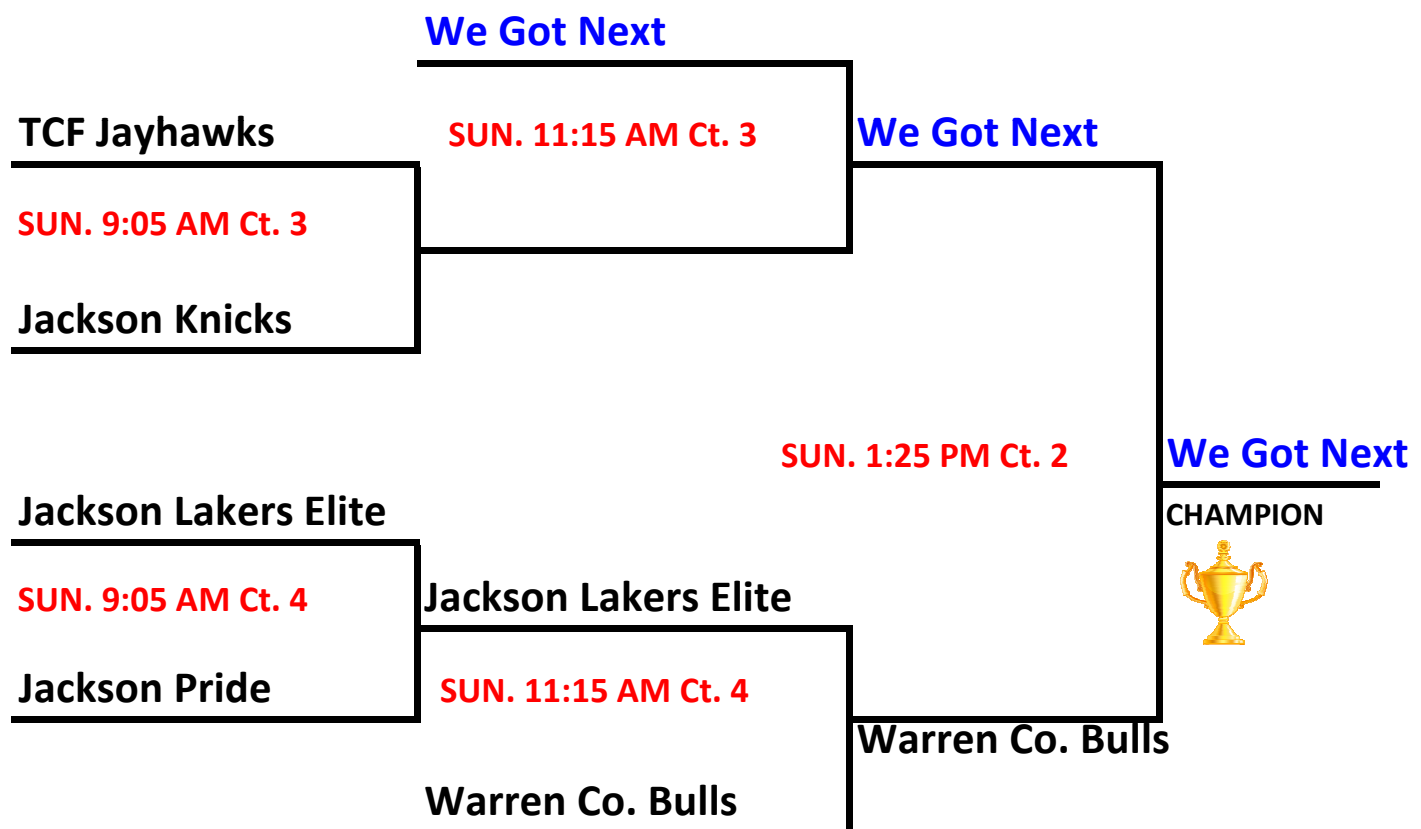 We Got Next
TCF Jayhawks
SUN. 11:15 AM Ct. 3
We Got Next
SUN. 9:05 AM Ct. 3
Jackson Knicks
SUN. 1:25 PM Ct. 2
We Got Next
Jackson Lakers Elite
CHAMPION
SUN. 9:05 AM Ct. 4
Jackson Lakers Elite
Jackson Pride
SUN. 11:15 AM Ct. 4
Warren Co. Bulls
Warren Co. Bulls